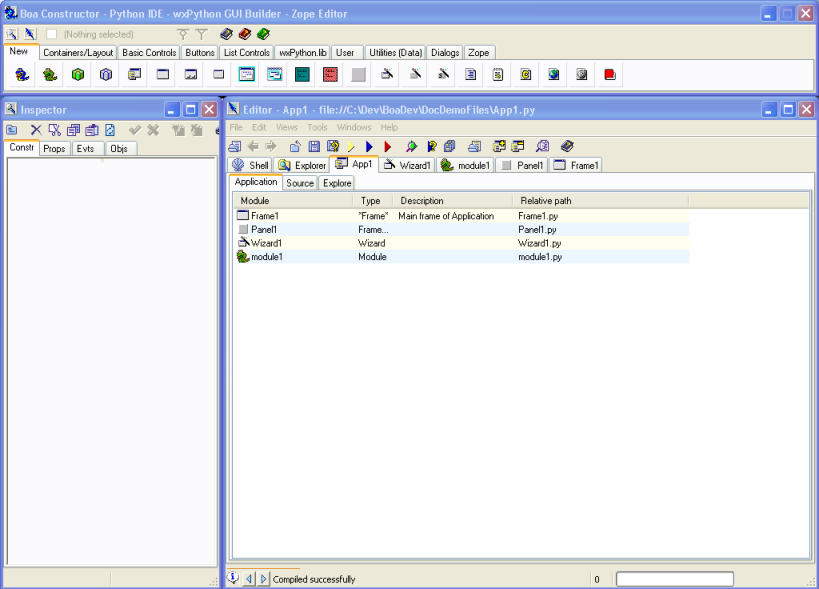 Boa Constructor - Python IDE - wxPython GUI Builder - Zope Editor
(Nothing selected)
New Containers/Layout Basic Controls Buttons List Controls wxPython.lib User Utilities (Data) Dialogs Zope
Inspector
Constr Props Evts Objs
Editor - App1 - file://C:\Dev\BoaDev\DocDemoFiles\App1.py
File Edit Views Tools Windows Help
Shell Explorer App1 Wizard1 module1 Panel1 Frame1
Application Source Explore
Module Type Description Relative path
Frame1 "Frame" Main frame of Application Frame1.py
Panel1 Frame... Panel1.py
Wizard1 Wizard Wizard1.py
module1 Module module1.py
Compiled successfully 0